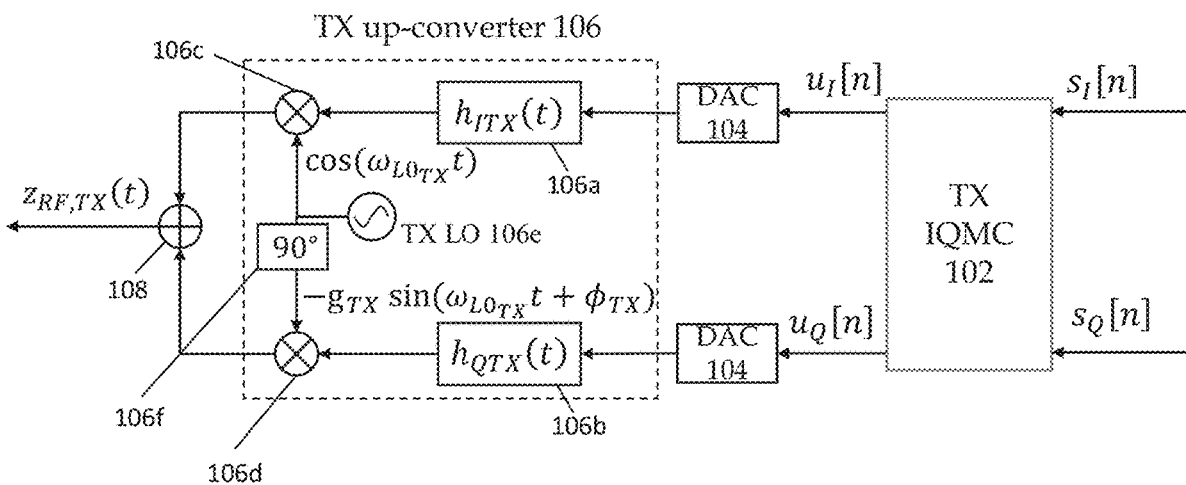 TX up-converter 106
106c
h_{ITX}(t)
DAC
104
u_I[n]
s_I[n]
cos(ω_{L0_{TX}}t)
106a
z_{RF,TX}(t)
TX LO 106e
90°
TX
IQMC
102
108
−g_{TX} sin(ω_{L0_{TX}}t + ϕ_{TX})
h_{QTX}(t)
DAC
104
u_Q[n]
s_Q[n]
106f
106b
106d